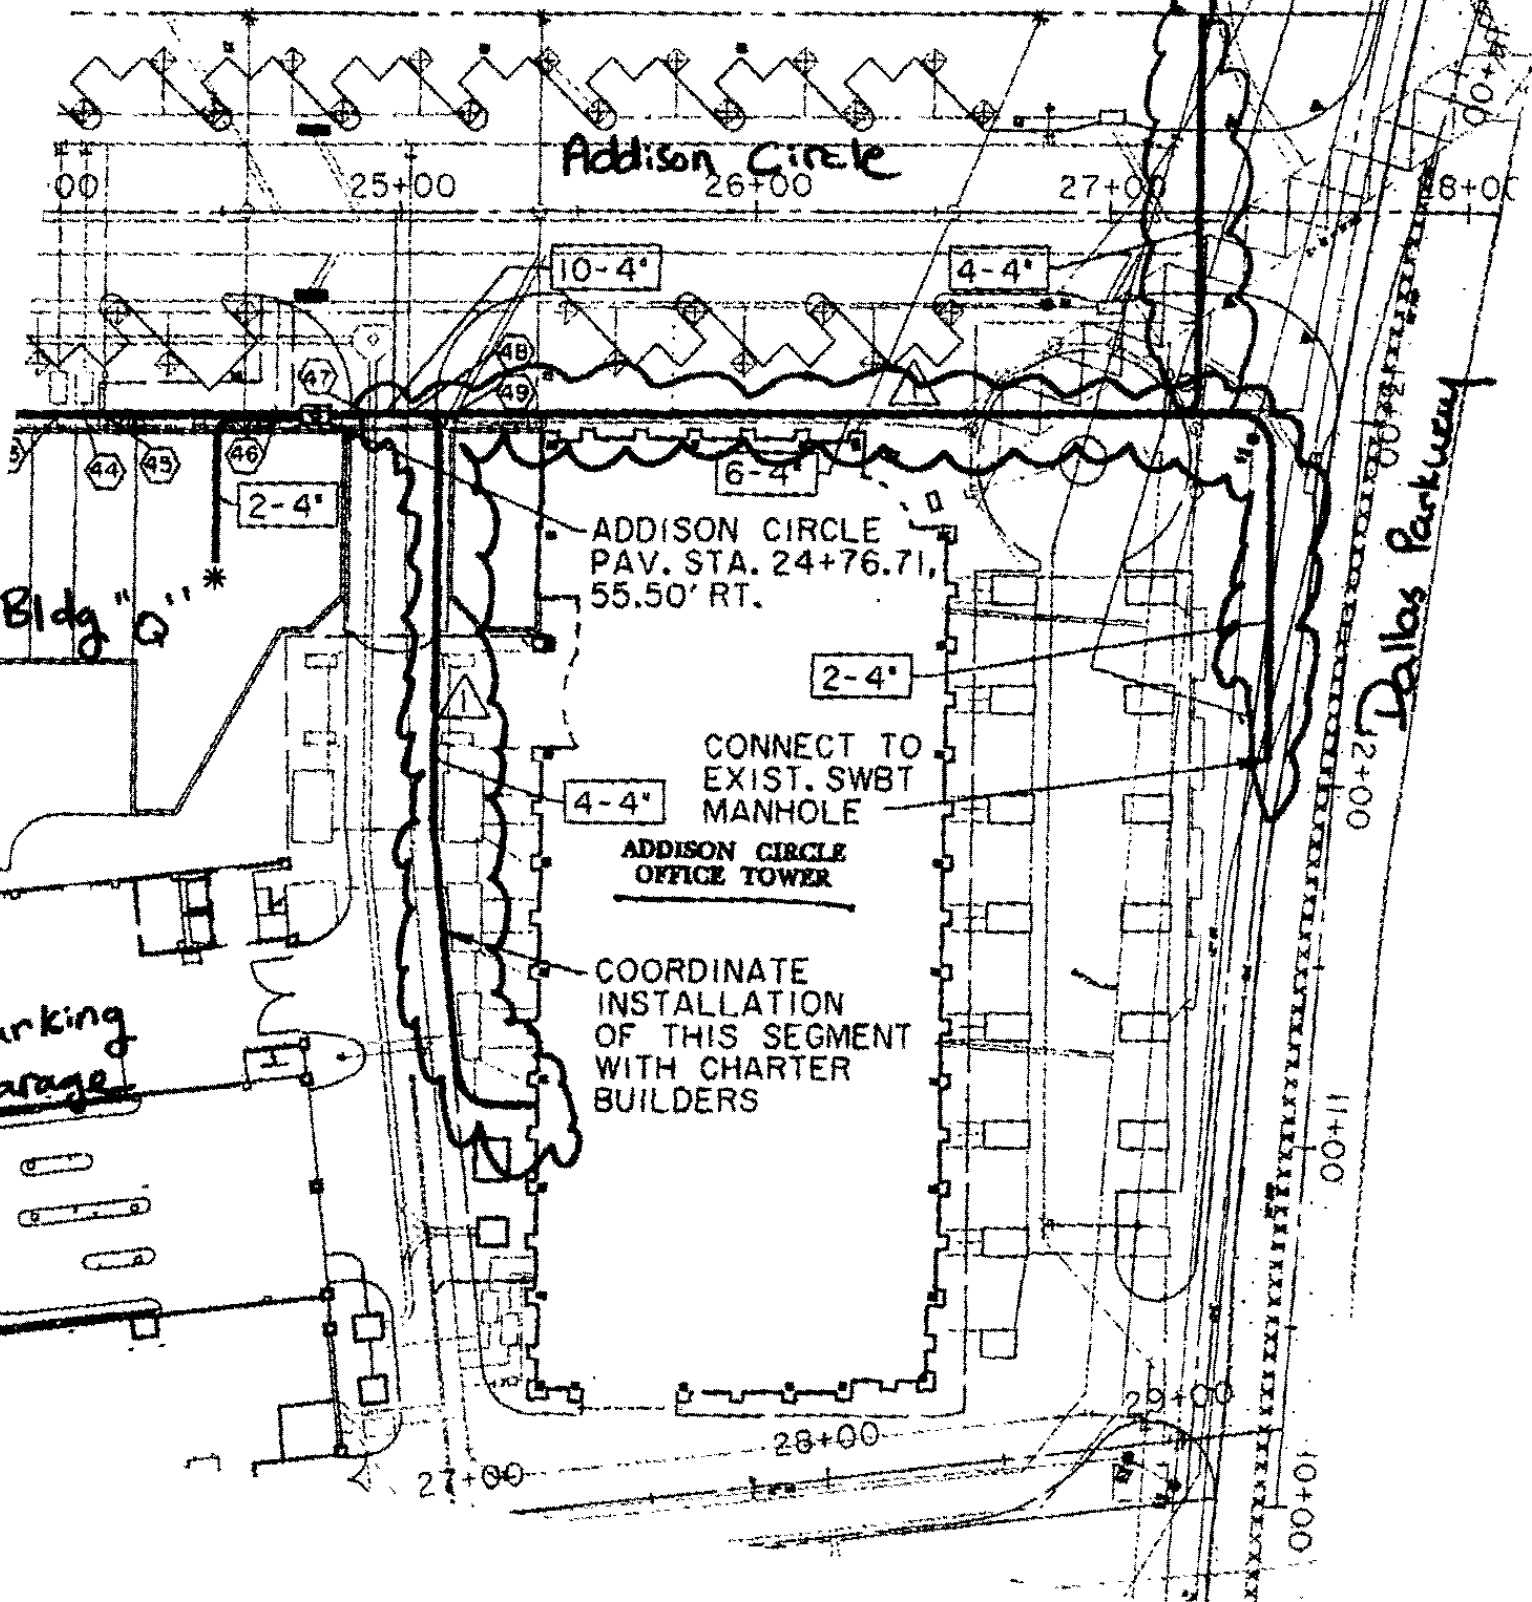 Addison Circle
00
25+00
26+00
27+00
28+00
10-4"
4-4"
48
47
49
44
45
46
2-4"
6-4"
ADDISON CIRCLE
PAV. STA. 24+76.71,
55.50' RT.
Bldg "Q"
2-4"
CONNECT TO
EXIST. SWBT
MANHOLE
4-4"
ADDISON CIRCLE
OFFICE TOWER
Dallas Parkway
12+00
COORDINATE
INSTALLATION
OF THIS SEGMENT
WITH CHARTER
BUILDERS
arking
arage
11+00
29+00
28+00
27+00
10+00